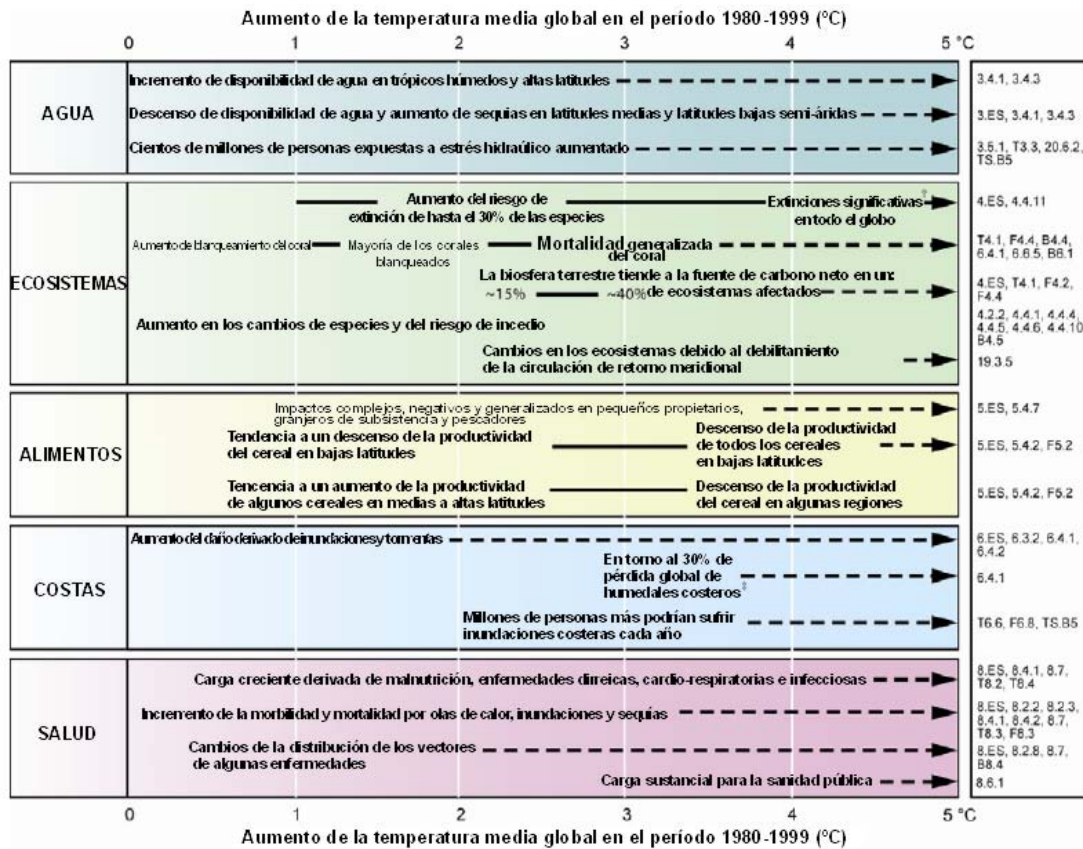 Aumento de la temperatura media global en el período 1980-1999 (ºC)
0 1 2 3 4 5 ºC
AGUA
Incremento de disponibilidad de agua en trópicos húmedos y altas latitudes
3.4.1, 3.4.3
Descenso de disponibilidad de agua y aumento de sequías en latitudes medias y latitudes bajas semi-áridas
3.ES, 3.4.1, 3.4.3
Cientos de millones de personas expuestas a estrés hidraúlico aumentado
3.5.1, T3.3, 20.6.2,
TS.B5
ECOSISTEMAS
Aumento del riesgo de
extinción de hasta el 30% de las especies
Extinciones significativas
en todo el globo
4.ES, 4.4.11
Aumento de blanqueamiento del coral
Mayoría de los corales
blanqueados
Mortalidad generalizada
del coral
T4.1, F4.4, B4.4,
6.4.1, 6.6.5, B6.1
La biosfera terrestre tiende a la fuente de carbono neto en un:
~15% ~40% de ecosistemas afectados
4.ES, T4.1, F4.2,
F4.4
Aumento en los cambios de especies y del riesgo de incedio
4.2.2, 4.4.1, 4.4.4,
4.4.5, 4.4.6, 4.4.10,
B4.5
Cambios en los ecosistemas debido al debilitamiento
de la circulación de retorno meridional
19.3.5
ALIMENTOS
Impactos complejos, negativos y generalizados en pequeños propietarios,
granjeros de subsistencia y pescadores
5.ES, 5.4.7
Tendencia a un descenso de la productividad
del cereal en bajas latitudes
Descenso de la productividad
de todos los cereales
en bajas latitudces
5.ES, 5.4.2, F5.2
Tencencia a un aumento de la productividad
de algunos cereales en medias a altas latitudes
Descenso de la productividad
del cereal en algunas regiones
5.ES, 5.4.2, F5.2
COSTAS
Aumento del daño derivado de inundaciones y tormentas
6.ES, 6.3.2, 6.4.1,
6.4.2
En torno al 30% de
pérdida global de
humedales costeros‡
6.4.1
Millones de personas más podrían sufrir
inundaciones costeras cada año
T6.6, F6.8, TS.B5
SALUD
Carga creciente derivada de malnutrición, enfermedades dirreicas, cardio-respiratorias e infecciosas
8.ES, 8.4.1, 8.7,
T8.2, T8.4
Incremento de la morbilidad y mortalidad por olas de calor, inundaciones y sequías
8.ES, 8.2.2, 8.2.3,
8.4.1, 8.4.2, 8.7,
T8.3, F8.3
Cambios de la distribución de los vectores
de algunas enfermedades
8.ES, 8.2.8, 8.7,
B8.4
Carga sustancial para la sanidad pública
8.6.1
0 1 2 3 4 5 ºC
Aumento de la temperatura media global en el período 1980-1999 (ºC)